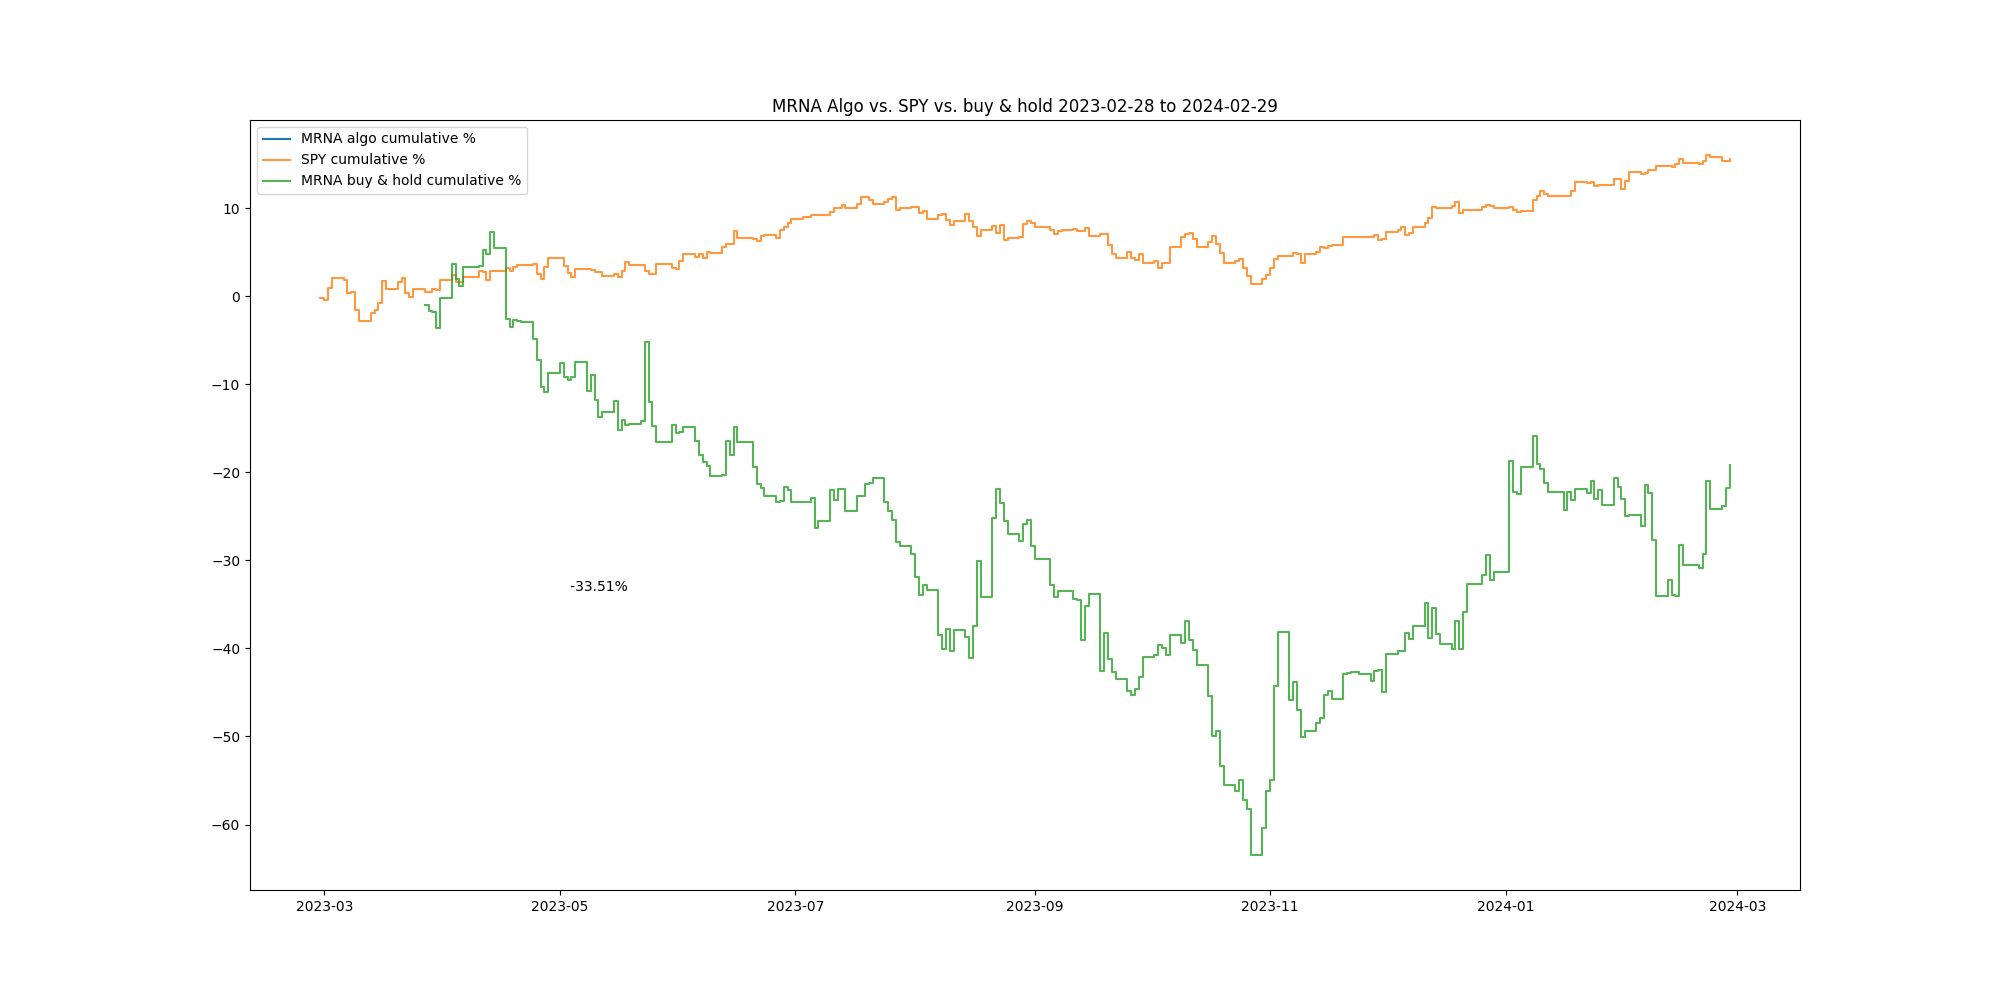 MRNA Algo vs. SPY vs. buy & hold 2023-02-28 to 2024-02-29
MRNA algo cumulative %
SPY cumulative %
MRNA buy & hold cumulative %
10
0
−10
−20
−30
−40
−50
−60
-33.51%
2023-03 2023-05 2023-07 2023-09 2023-11 2024-01 2024-03